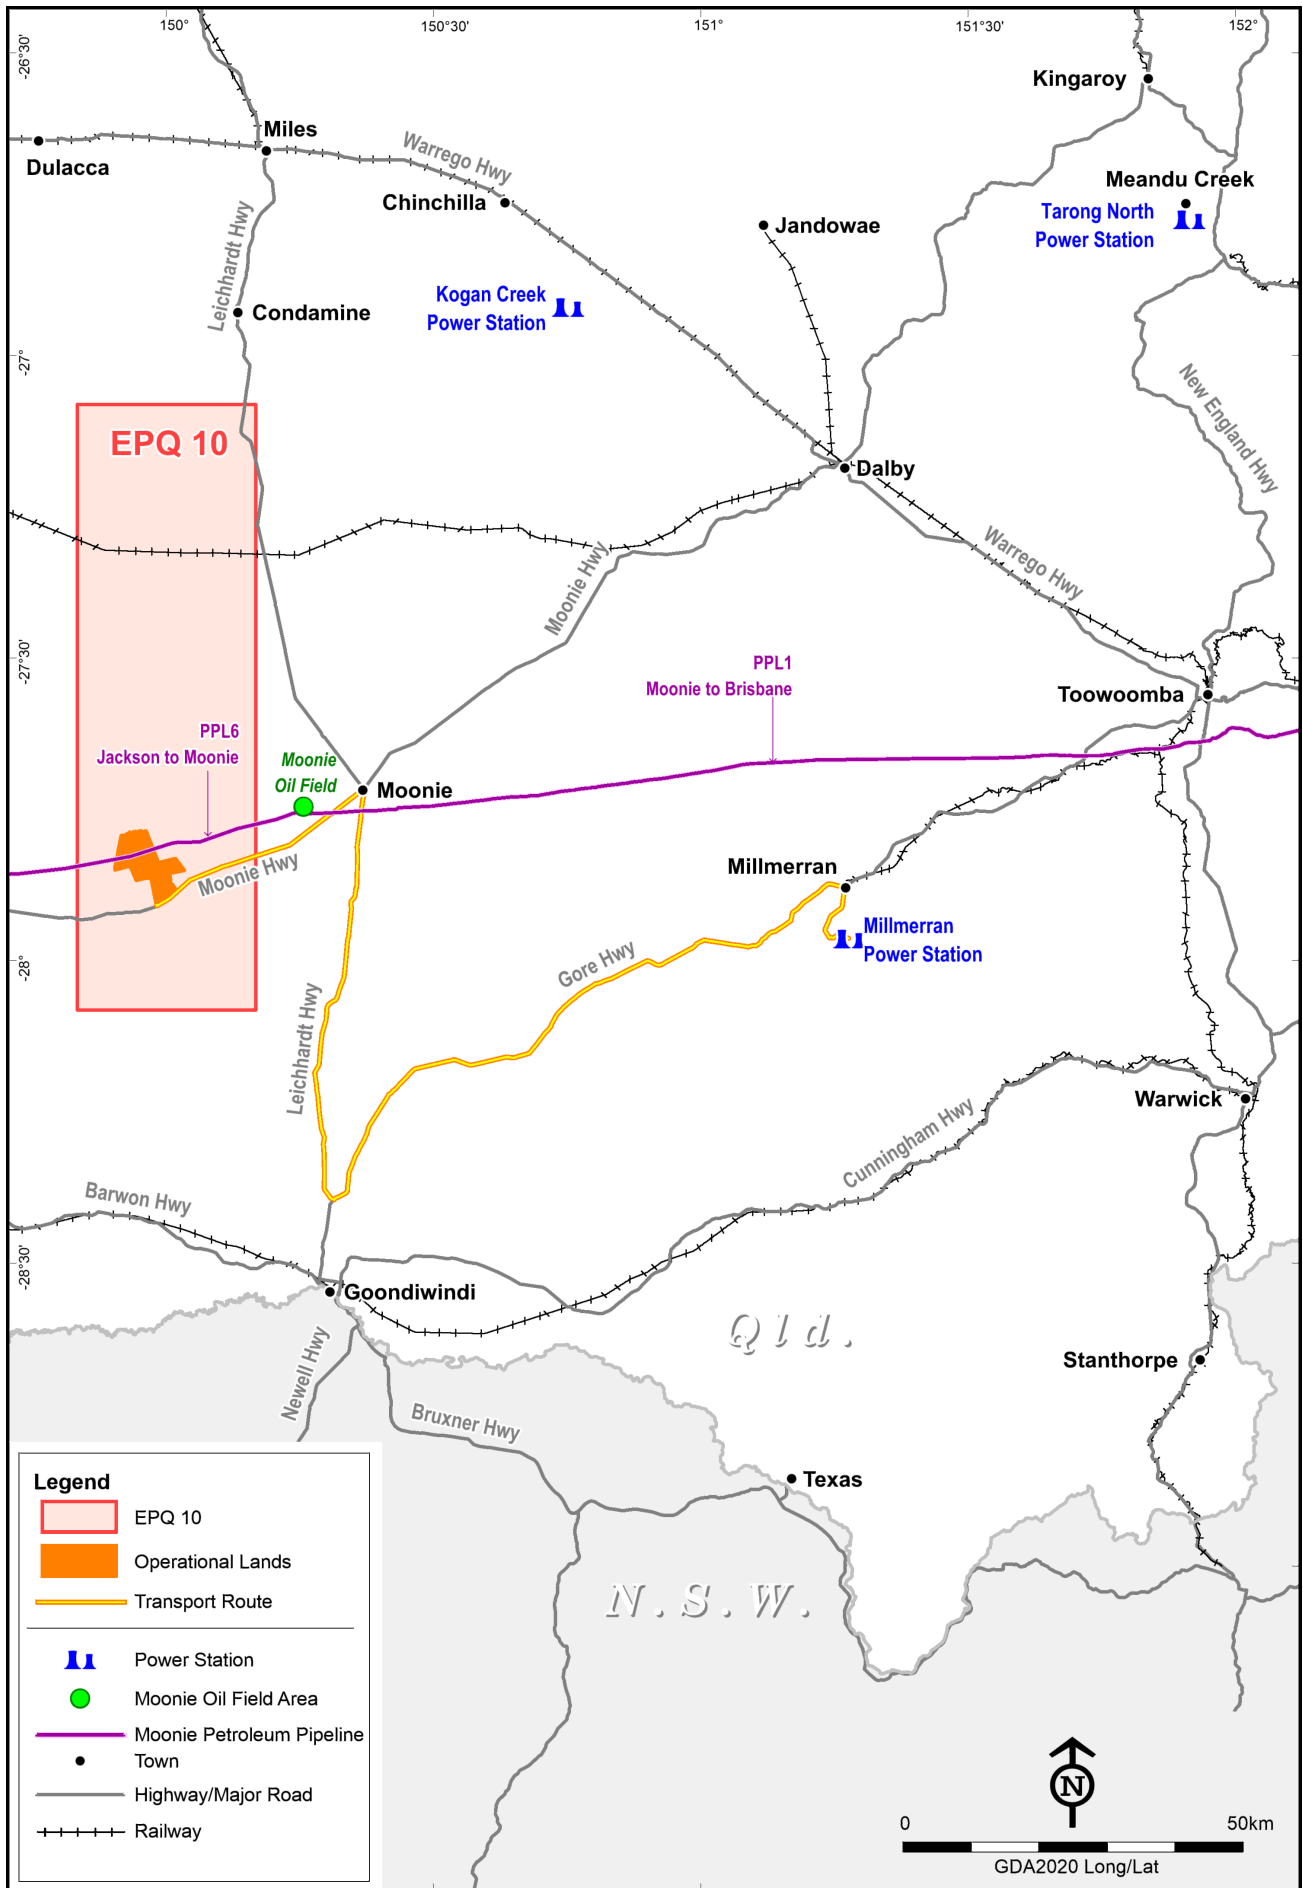 150°
150°30'
151°
151°30'
152°
-26°30'
-27°
-27°30'
-28°
-28°30'
Kingaroy
Miles
Dulacca
Warrego Hwy
Meandu Creek
Chinchilla
Tarong North
Power Station
Jandowae
Leichhardt Hwy
Kogan Creek
Power Station
Condamine
New England Hwy
EPQ 10
Dalby
Warrego Hwy
Moonie Hwy
PPL1
Moonie to Brisbane
Toowoomba
PPL6
Jackson to Moonie
Moonie
Oil Field
Moonie
Moonie Hwy
Millmerran
Millmerran
Power Station
Gore Hwy
Leichhardt Hwy
Warwick
Cunningham Hwy
Barwon Hwy
Goondiwindi
Qld.
Newell Hwy
Stanthorpe
Bruxner Hwy
Texas
N.S.W.
Legend
EPQ 10
Operational Lands
Transport Route
Power Station
Moonie Oil Field Area
Moonie Petroleum Pipeline
Town
Highway/Major Road
Railway
N
0 50km
GDA2020 Long/Lat